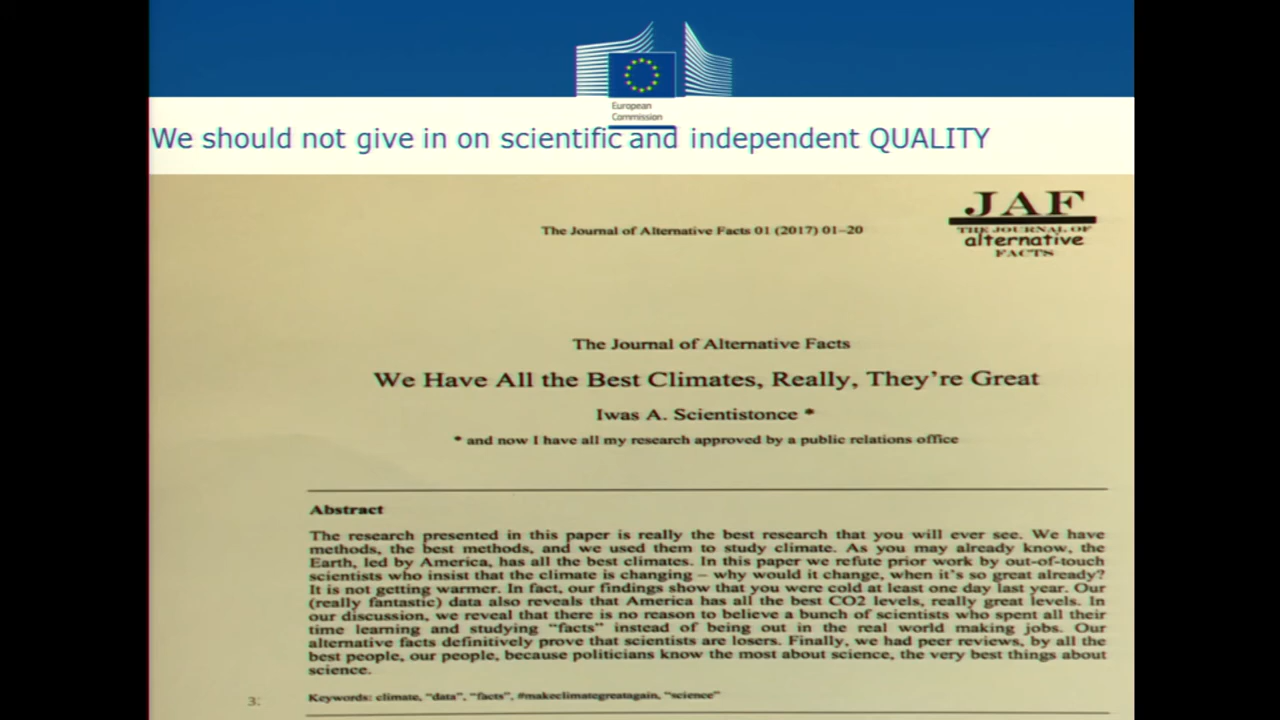 European
Commission
We should not give in on scientific and independent QUALITY
JAF
THE JOURNAL OF
alternative
FACTS
The Journal of Alternative Facts 01 (2017) 01–20
The Journal of Alternative Facts
We Have All the Best Climates, Really, They're Great
Iwas A. Scientistonce *
* and now I have all my research approved by a public relations office
Abstract
The research presented in this paper is really the best research that you will ever see. We have
methods, the best methods, and we used them to study climate. As you may already know, the
Earth, led by America, has all the best climates. In this paper we refute prior work by out-of-touch
scientists who insist that the climate is changing – why would it change, when it's so great already?
It is not getting warmer. In fact, our findings show that you were cold at least one day last year. Our
(really fantastic) data also reveals that America has all the best CO2 levels, really great levels. In
our discussion, we reveal that there is no reason to believe a bunch of scientists who spent all their
time learning and studying "facts" instead of being out in the real world making jobs. Our
alternative facts definitively prove that scientists are losers. Finally, we had peer reviews, by all the
best people, our people, because politicians know the most about science, the very best things about
science.
Keywords: climate, "data", "facts", #makeclimategreatagain, "science"
3: